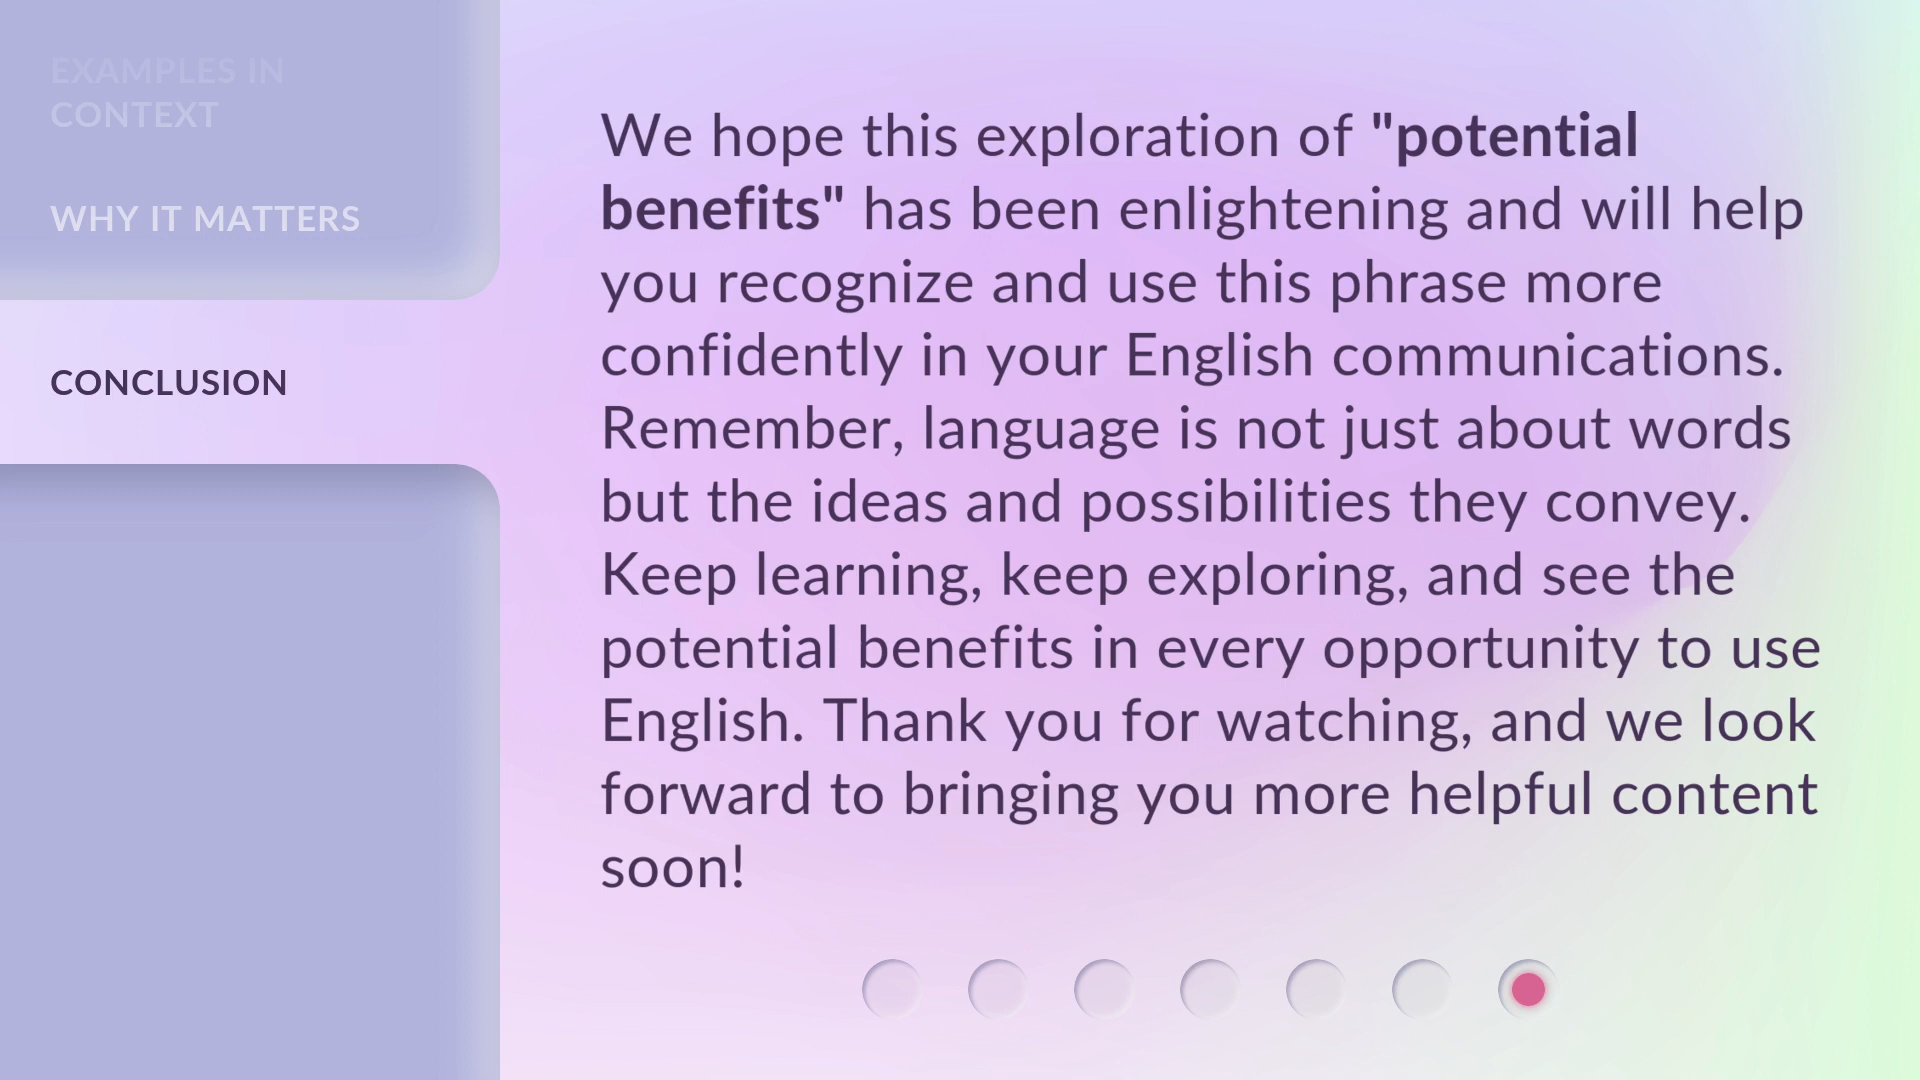 EXAMPLES IN
CONTEXT
WHY IT MATTERS
CONCLUSION
We hope this exploration of "potential
benefits" has been enlightening and will help
you recognize and use this phrase more
confidently in your English communications.
Remember, language is not just about words
but the ideas and possibilities they convey.
Keep learning, keep exploring, and see the
potential benefits in every opportunity to use
English. Thank you for watching, and we look
forward to bringing you more helpful content
soon!